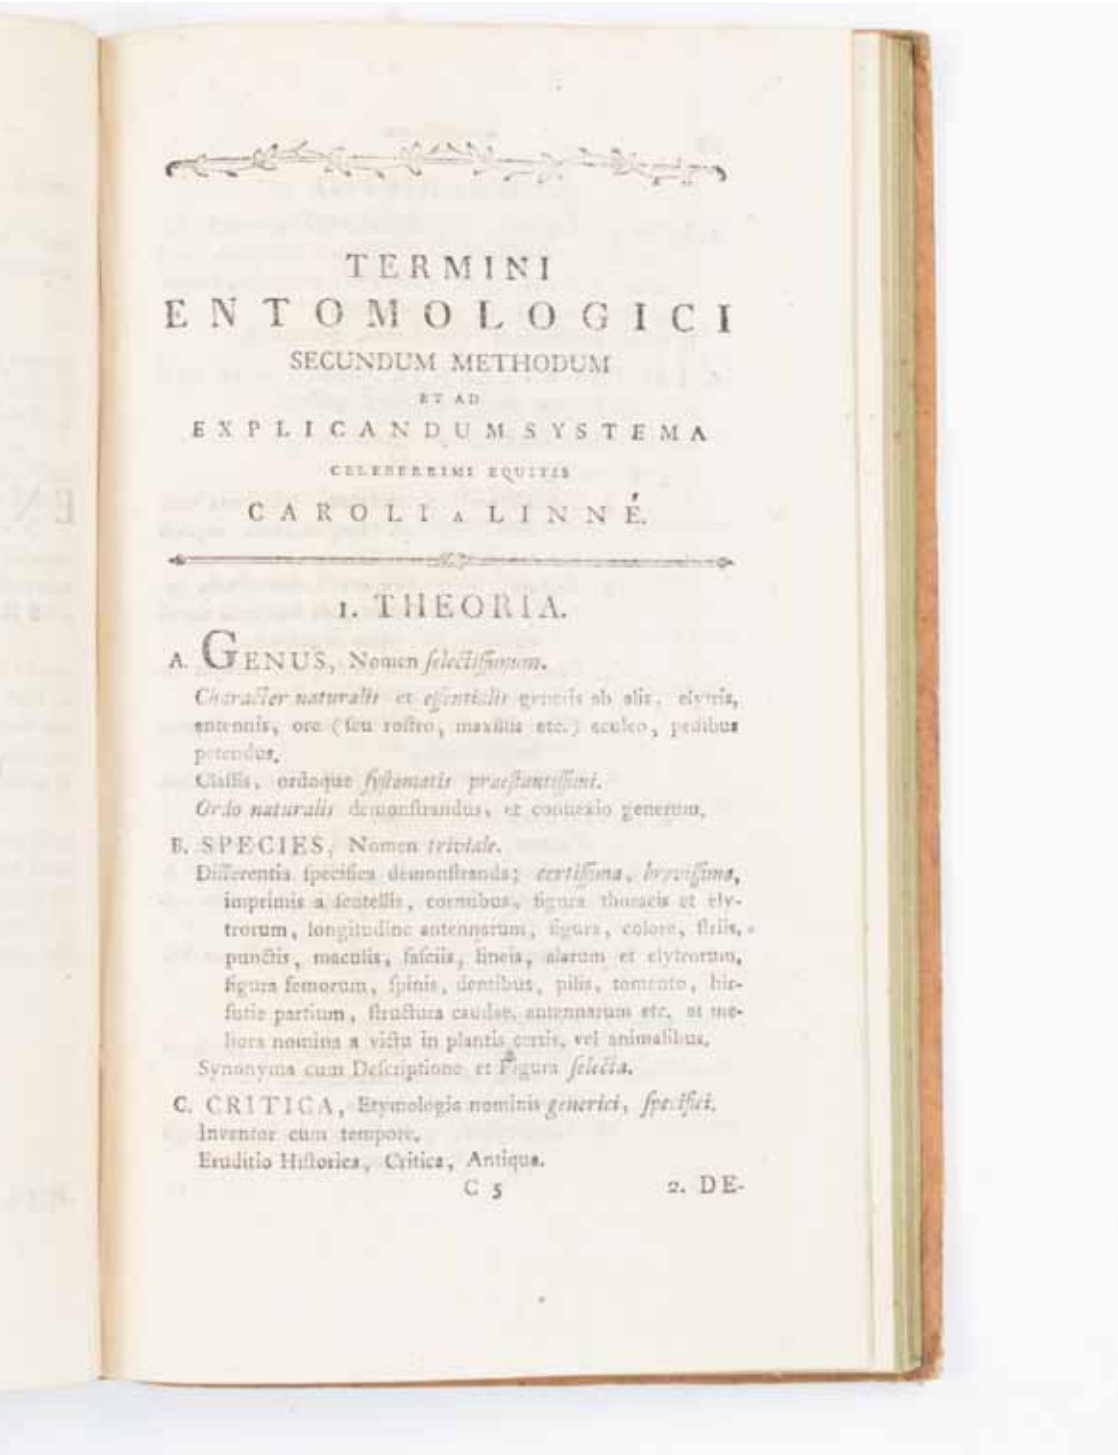 TERMINI
ENTOMOLOGICI
SECUNDUM METHODUM
ET AD
EXPLICANDUM SYSTEMA
CELEBERRIMI EQUITIS
CAROLI A LINNÉ.
1. THEORIA.
A. GENUS, Nomen ſelectiſſimum.
Character naturalis et eſſentialis generis ab alis, elytris,
antennis, ore (ſeu roſtro, maxillis etc.) aculeo, pedibus
petendus.
Claſſis, ordoque ſyſtematis praeſtantiſſimi.
Ordo naturalis demonſtrandus, et connexio generum.
B. SPECIES, Nomen triviale.
Differentia ſpecifica demonſtranda; certiſſima, breviſſima,
imprimis a ſcutellis, cornubus, figura thoracis et ely-
trorum, longitudine antennarum, figura, colore, ſtriis,
punctis, maculis, faſciis, lineis, alarum et elytrorum,
figura femorum, ſpinis, dentibus, pilis, tomento, hir-
ſutie partium, ſtructura caudae, antennarum etc. at me-
liora nomina a victu in plantis certis, vel animalibus.
Synonyma cum Deſcriptione et Figura ſelecta.
C. CRITICA, Etymologia nominis generici, ſpecifici.
Inventor cum tempore.
Eruditio Hiſtorica, Critica, Antiqua.
C 5 2. DE-